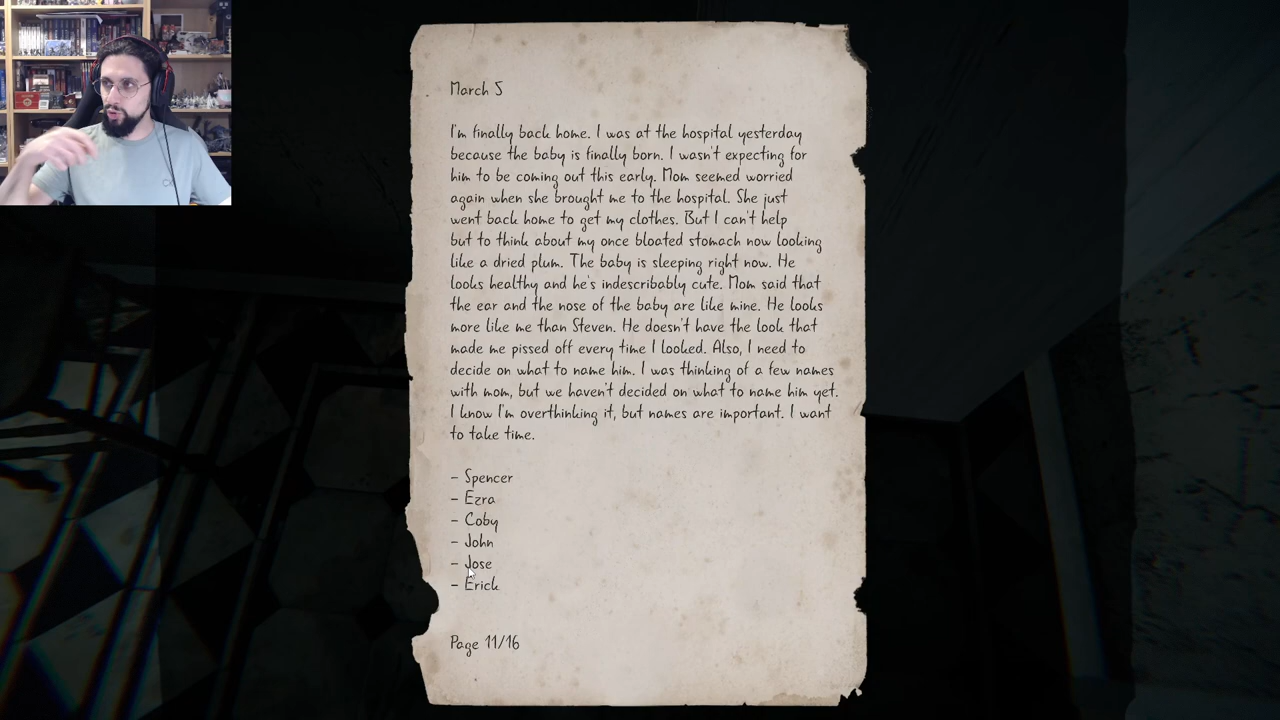 March 5
I'm finally back home. I was at the hospital yesterday
because the baby is finally born. I wasn't expecting for
him to be coming out this early. Mom seemed worried
again when she brought me to the hospital. She just
went back home to get my clothes. But I can't help
but to think about my once bloated stomach now looking
like a dried plum. The baby is sleeping right now. He
looks healthy and he's indescribably cute. Mom said that
the ear and the nose of the baby are like mine. He looks
more like me than Steven. He doesn't have the look that
made me pissed off every time I looked. Also, I need to
decide on what to name him. I was thinking of a few names
with mom, but we haven't decided on what to name him yet.
I know I'm overthinking it, but names are important. I want
to take time.
- Spencer
- Ezra
- Coby
- John
- Jose
- Erick
Page 11/16